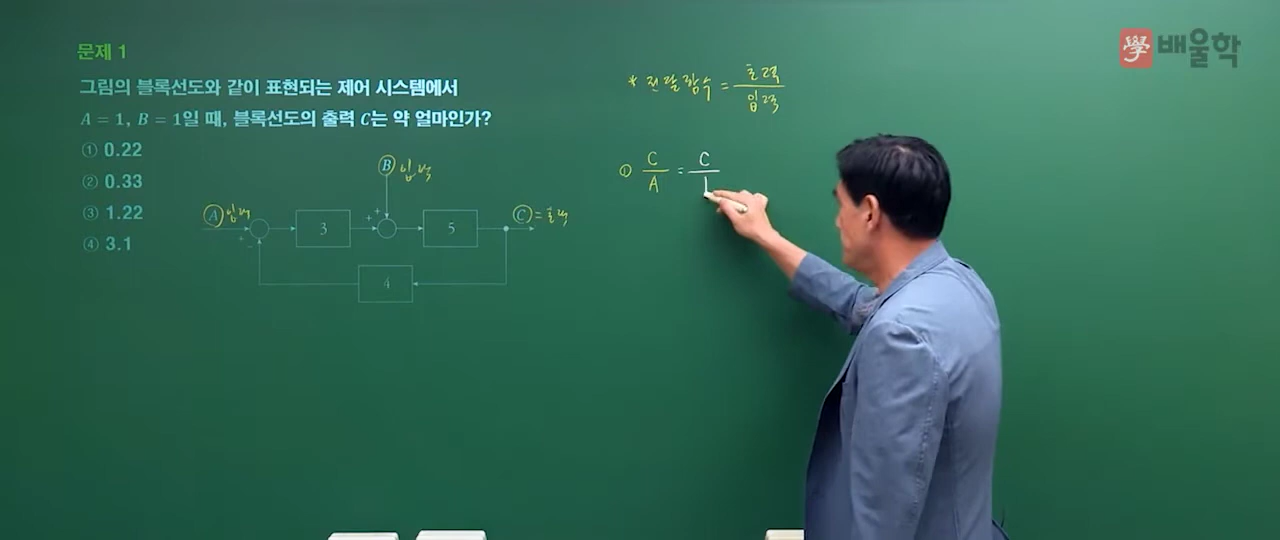 學 배울학
문제 1
그림의 블록선도와 같이 표현되는 제어 시스템에서
A = 1, B = 1일 때, 블록선도의 출력 C는 약 얼마인가?
① 0.22
② 0.33
③ 1.22
④ 3.1
B 입력
A 입력
+
-
3
+
+
5
C = 출력
4
* 전달함수 = 출력/입력
① C/A = C/1